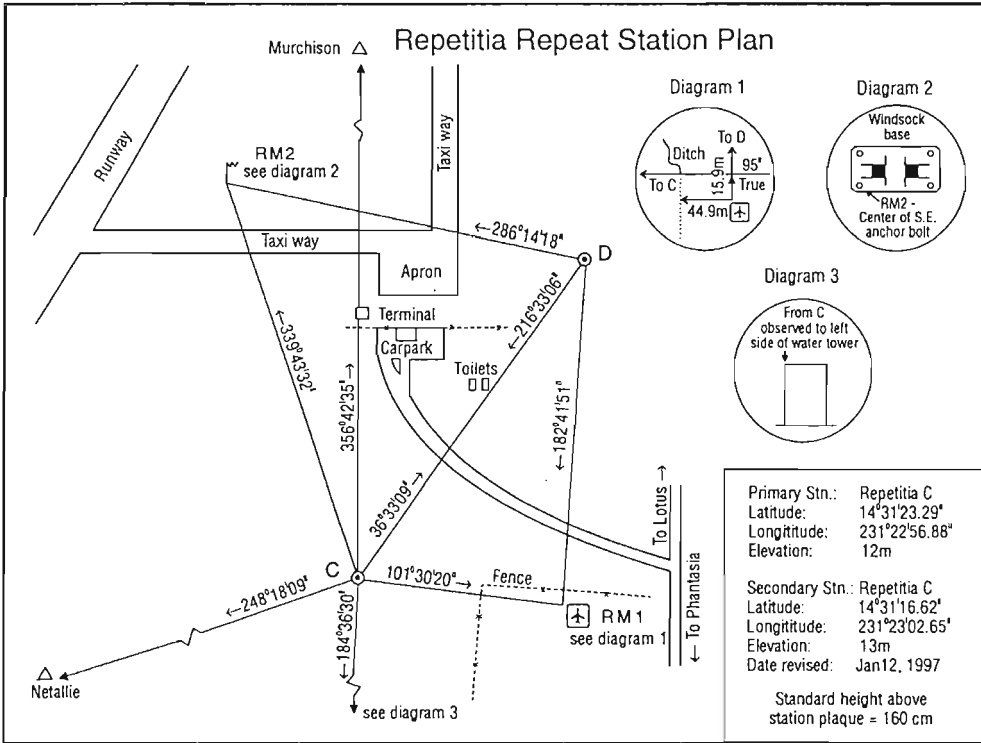 Repetitia Repeat Station Plan
Murchison
Diagram 1
To D
Ditch
95"
To C
15.9m
True
44.9m
Diagram 2
Windsock
base
RM2 -
Center of S.E.
anchor bolt
Runway
RM2
see diagram 2
Taxi way
Taxi way
←286°14'18"
D
Apron
Terminal
Carpark
Toilets
←339°43'32"
356°42'35"→
←216°33'06"
36°33'09"→
←182°41'51"
Diagram 3
From C
observed to left
side of water tower
To Lotus →
← To Phantasia
C
101°30'20"→
Fence
RM1
see diagram 1
←248°18'09"
←184°36'30"
Netallie
see diagram 3
Primary Stn.: Repetitia C
Latitude: 14°31'23.29"
Longititude: 231°22'56.88"
Elevation: 12m
Secondary Stn.: Repetitia C
Latitude: 14°31'16.62"
Longititude: 231°23'02.65"
Elevation: 13m
Date revised: Jan12, 1997
Standard height above
station plaque = 160 cm